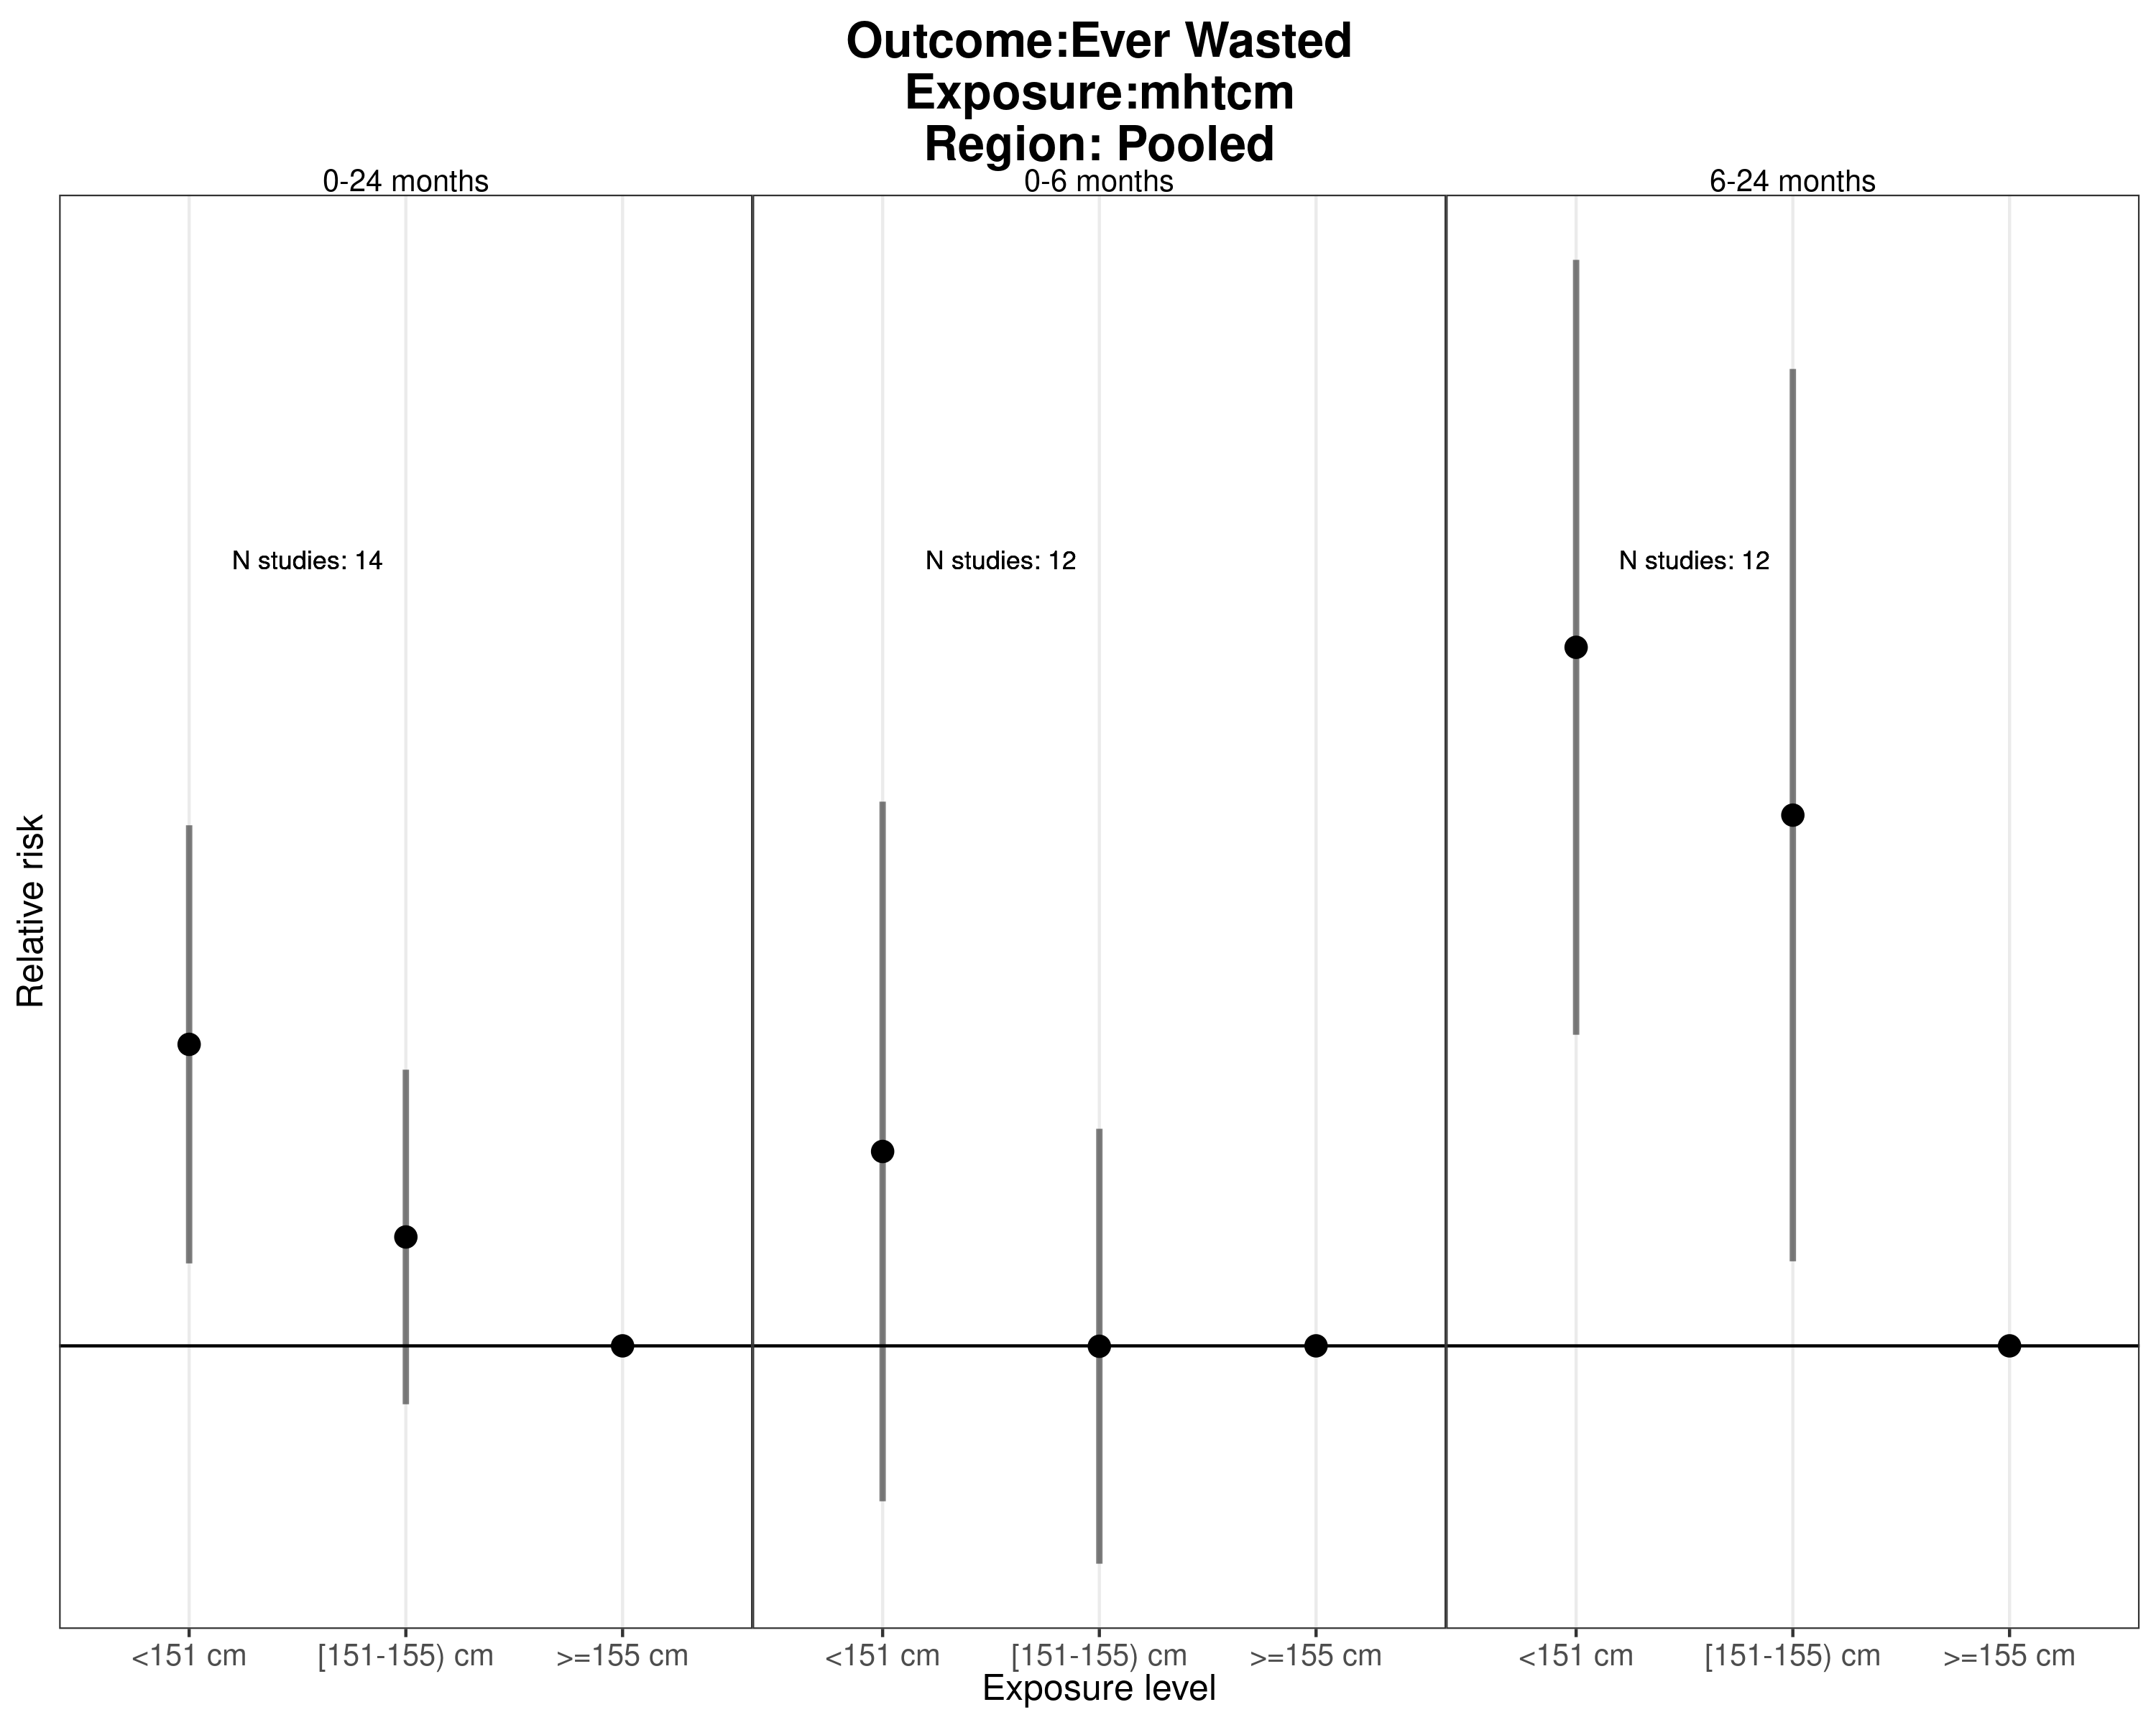 Outcome:Ever Wasted
Exposure:mhtcm
Region: Pooled
0-24 months
0-6 months
6-24 months
N studies: 14
N studies: 12
N studies: 12
Relative risk
<151 cm
[151-155) cm
>=155 cm
<151 cm
[151-155) cm
>=155 cm
<151 cm
[151-155) cm
>=155 cm
Exposure level